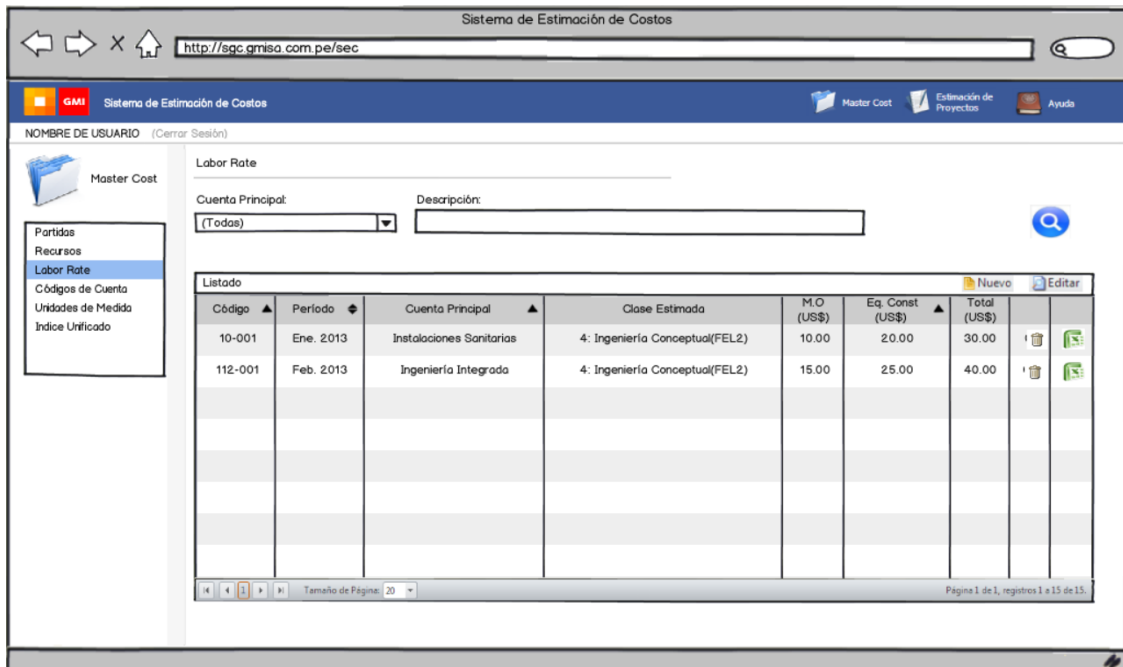 Sistema de Estimación de Costos
http://sgc.gmisa.com.pe/sec
GMI Sistema de Estimación de Costos
Master Cost
Estimación de
Proyectos
Ayuda
NOMBRE DE USUARIO (Cerrar Sesión)
Master Cost
Partidas
Recursos
Labor Rate
Códigos de Cuenta
Unidades de Medida
Indice Unificado
Labor Rate
Cuenta Principal: Descripción:
(Todas)
Listado Nuevo Editar
Código Período Cuenta Principal Clase Estimada M.O (US$) Eq. Const (US$) Total (US$)
10-001 Ene. 2013 Instalaciones Sanitarias 4: Ingeniería Conceptual(FEL2) 10.00 20.00 30.00
112-001 Feb. 2013 Ingeniería Integrada 4: Ingeniería Conceptual(FEL2) 15.00 25.00 40.00
1 Tamaño de Página: 20 Página 1 de 1, registros 1 a 15 de 15.